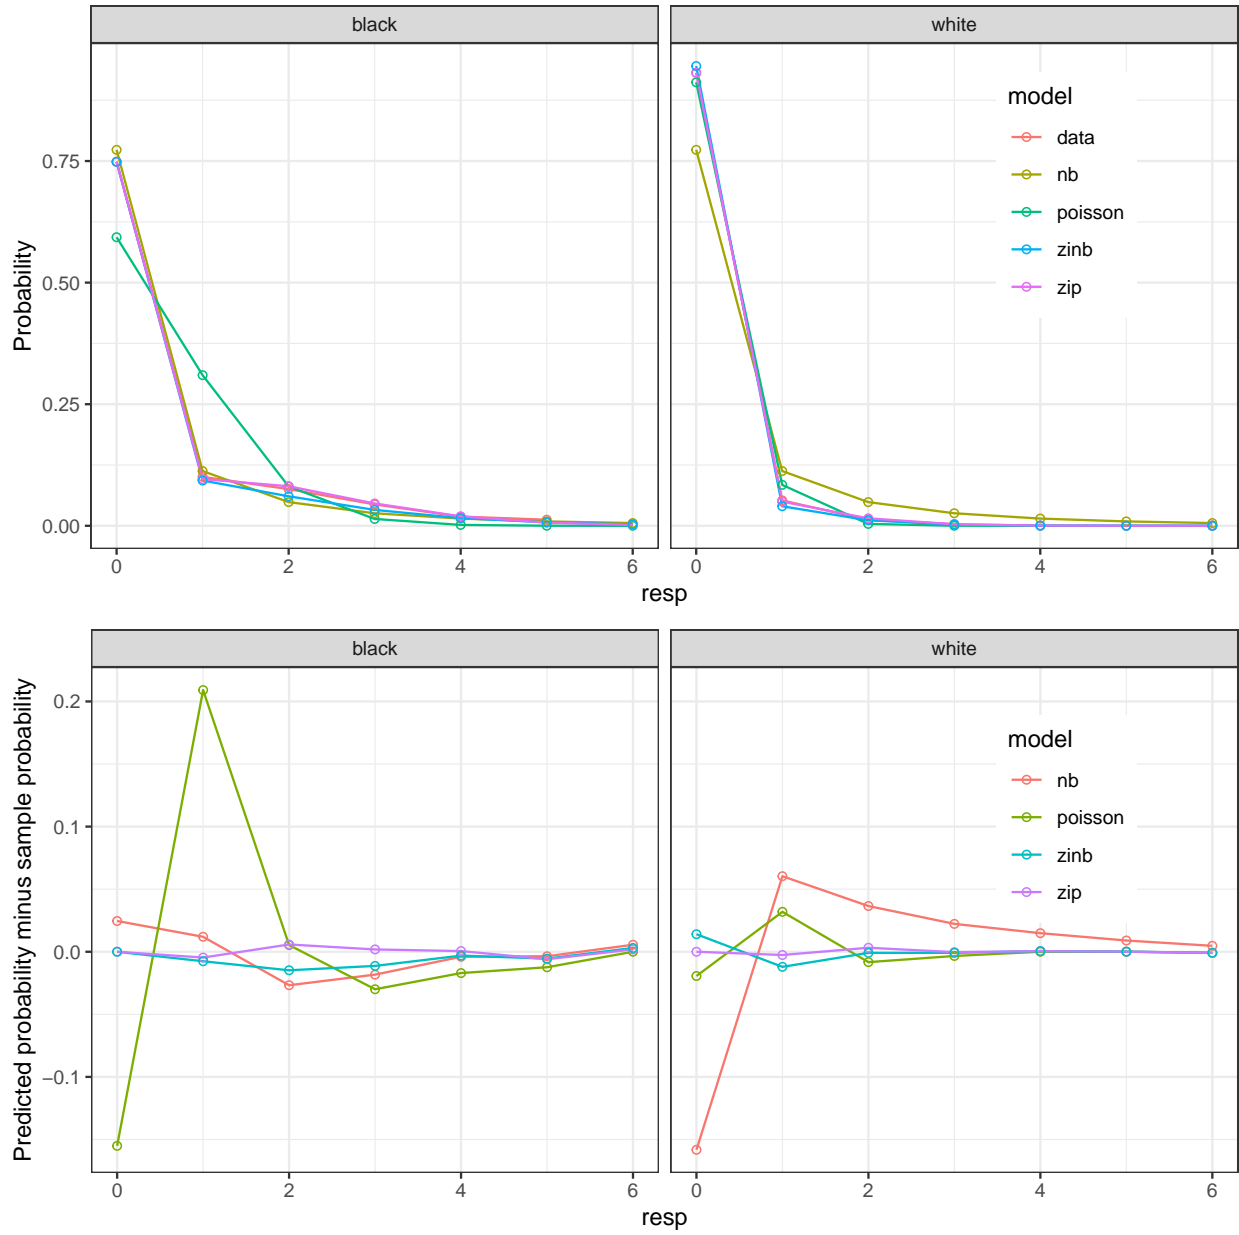 black
white
Probability
0.75
0.50
0.25
0.00
model
data
nb
poisson
zinb
zip
0
2
4
6
0
2
4
6
resp
black
white
Predicted probability minus sample probability
0.2
0.1
0.0
−0.1
model
nb
poisson
zinb
zip
0
2
4
6
0
2
4
6
resp